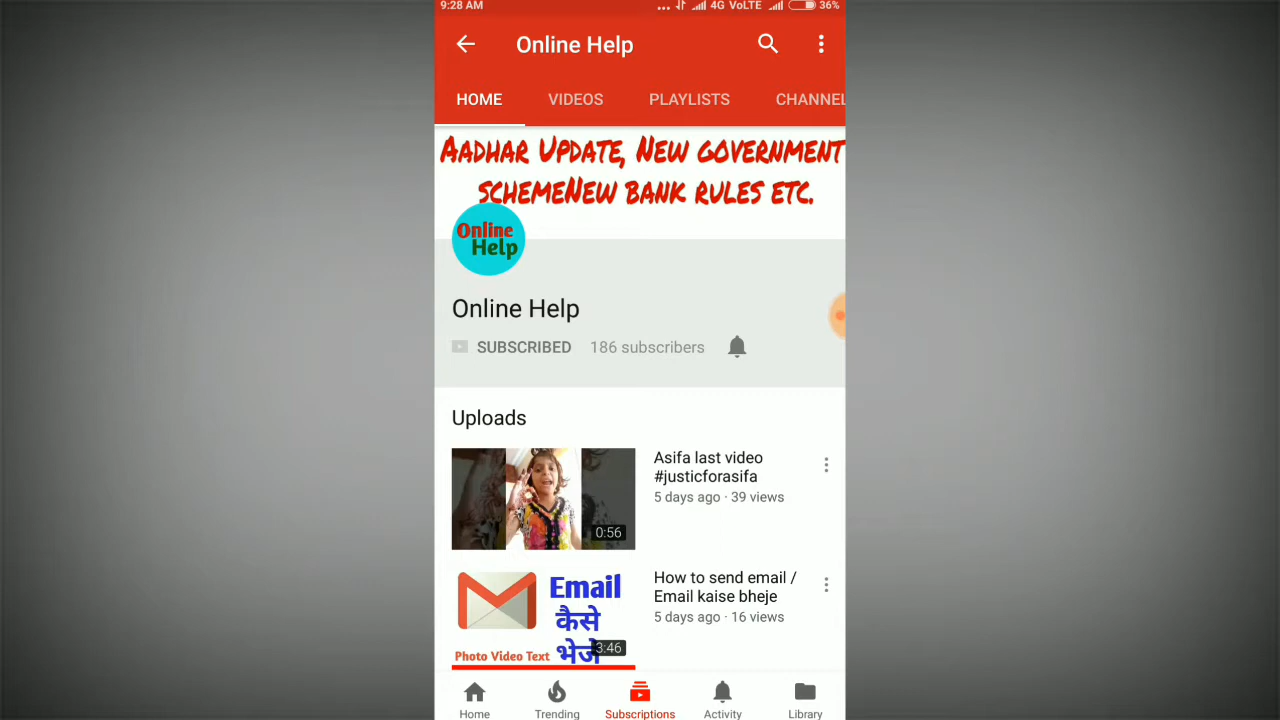 9:28 AM ... 4G VoLTE 36%
Online Help
HOME VIDEOS PLAYLISTS CHANNEL
AADHAR UPDATE, NEW GOVERNMENT
SCHEMENEW BANK RULES ETC.
Online
Help
Online Help
SUBSCRIBED 186 subscribers
Uploads
Asifa last video
#justicforasifa
5 days ago · 39 views
0:56
Email
कैसे
भेजे
Photo Video Text
3:46
How to send email /
Email kaise bheje
5 days ago · 16 views
Home Trending Subscriptions Activity Library